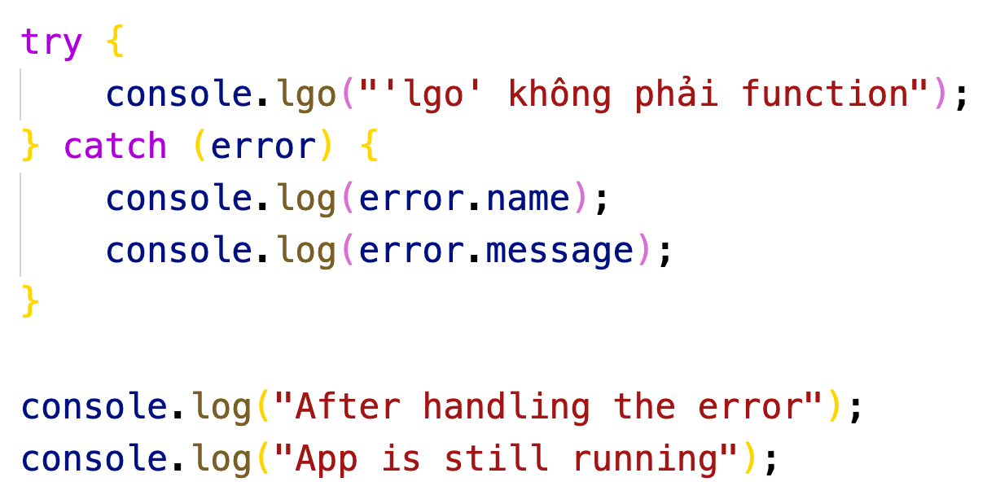 try {
    console.lgo("'lgo' không phải function");
} catch (error) {
    console.log(error.name);
    console.log(error.message);
}

console.log("After handling the error");
console.log("App is still running");